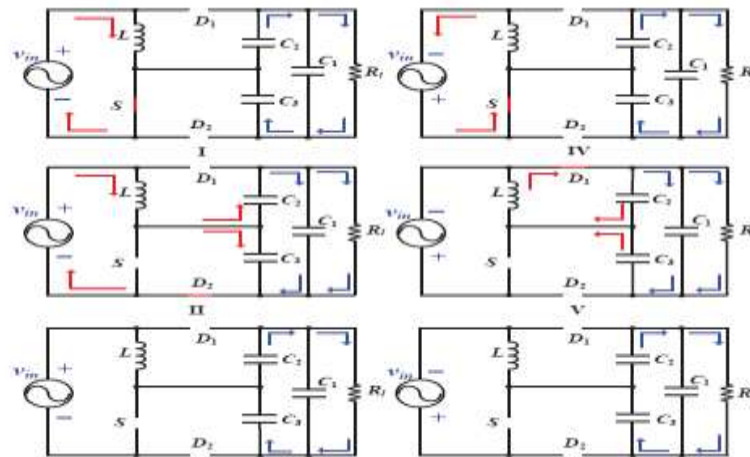 D₁
D₁
+ L C₂
− L C₂
vin C₁ Rl
vin C₁ R
− S C₃
+ S C₃
D₂
D₂
I
IV
D₁
D₁
+ L C₂
− L C₂
vin C₁ Rl
vin C₁ R
− S C₃
+ S C₃
D₂
D₂
II
V
D₁
D₁
+ L C₂
− L C₂
vin C₁ Rl
vin C₁ R
− S C₃
+ S C₃
D₂
D₂